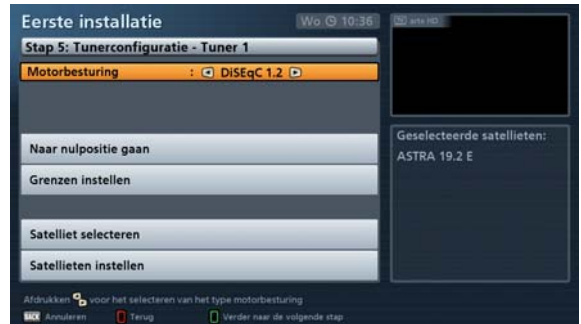 Eerste installatie
Wo 10:36
arte HD
Stap 5: Tunerconfiguratie - Tuner 1
Motorbesturing : DiSEqC 1.2
Naar nulpositie gaan
Grenzen instellen
Satelliet selecteren
Satellieten instellen
Geselecteerde satellieten:
ASTRA 19.2 E
Afdrukken voor het selecteren van het type motorbesturing
BACK Annuleren Terug Verder naar de volgende stap